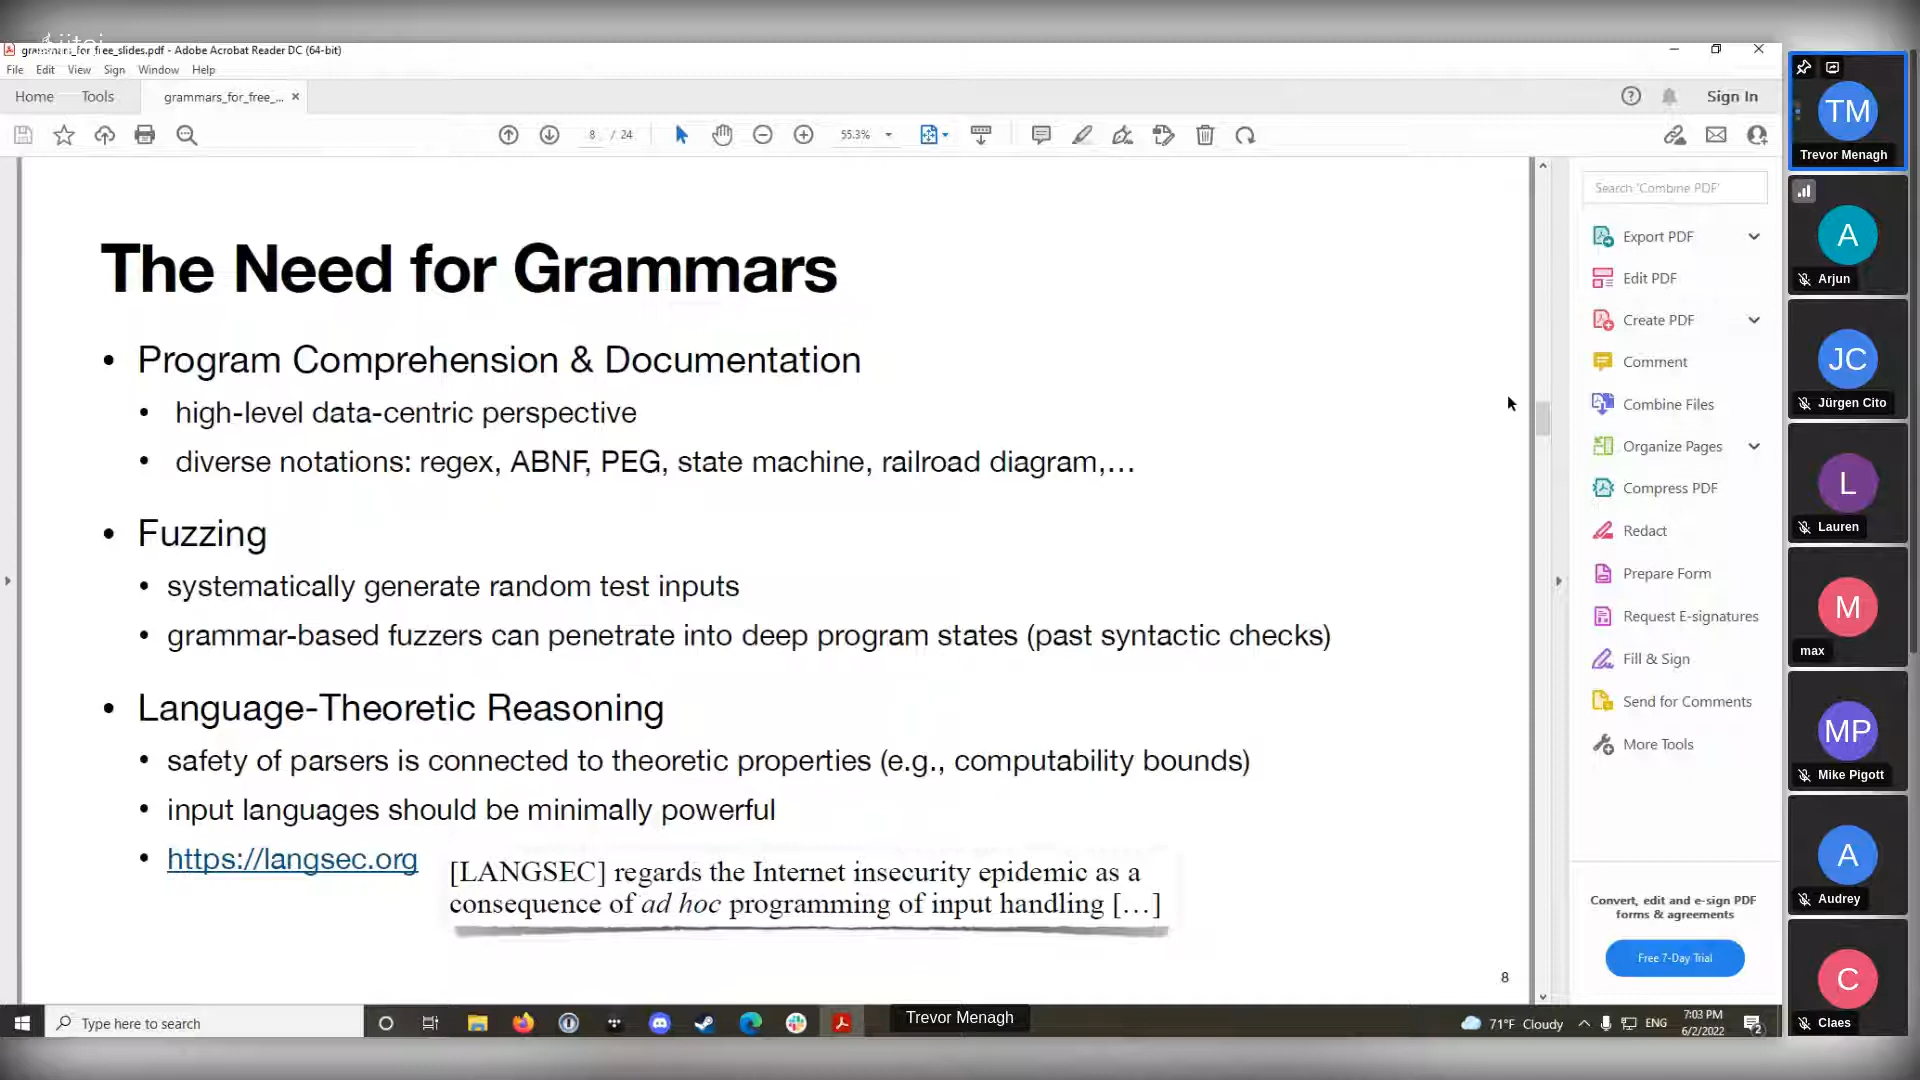 grammars_for_free_slides.pdf - Adobe Acrobat Reader DC (64-bit)
File Edit View Sign Window Help
Home Tools grammars_for_free_... ×
Sign In
8 / 24
55.3%
The Need for Grammars
• Program Comprehension & Documentation
• high-level data-centric perspective
• diverse notations: regex, ABNF, PEG, state machine, railroad diagram,…
• Fuzzing
• systematically generate random test inputs
• grammar-based fuzzers can penetrate into deep program states (past syntactic checks)
• Language-Theoretic Reasoning
• safety of parsers is connected to theoretic properties (e.g., computability bounds)
• input languages should be minimally powerful
• https://langsec.org
[LANGSEC] regards the Internet insecurity epidemic as a
consequence of ad hoc programming of input handling […]
8
Search 'Combine PDF'
Export PDF
Edit PDF
Create PDF
Comment
Combine Files
Organize Pages
Compress PDF
Redact
Prepare Form
Request E-signatures
Fill & Sign
Send for Comments
More Tools
Convert, edit and e-sign PDF
forms & agreements
Free 7-Day Trial
TM
Trevor Menagh
A
Arjun
JC
Jürgen Cito
L
Lauren
M
max
MP
Mike Pigott
A
Audrey
C
Claes
Type here to search
Trevor Menagh
71°F Cloudy
ENG
7:03 PM
6/2/2022
2